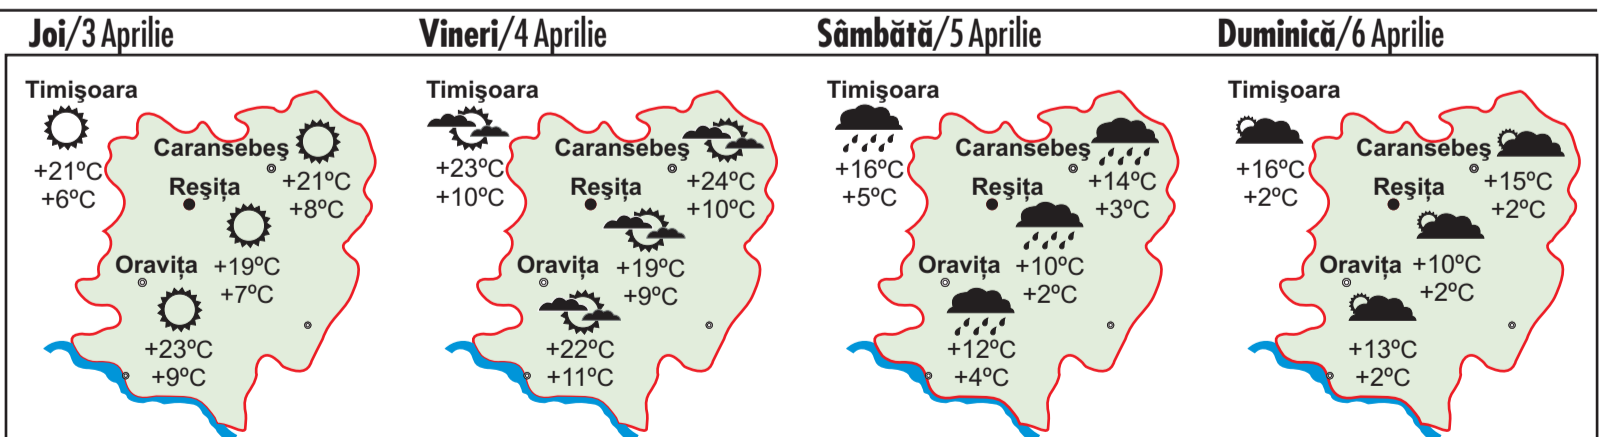 Joi/3 Aprilie
Timişoara
+21ºC
+6ºC
Caransebeş
+21ºC
+8ºC
Reşiţa
+19ºC
+7ºC
Oraviţa
+23ºC
+9ºC
Vineri/4 Aprilie
Timişoara
+23ºC
+10ºC
Caransebeş
+24ºC
+10ºC
Reşiţa
+19ºC
+9ºC
Oraviţa
+22ºC
+11ºC
Sâmbătă/5 Aprilie
Timişoara
+16ºC
+5ºC
Caransebeş
+14ºC
+3ºC
Reşiţa
+10ºC
+2ºC
Oraviţa
+12ºC
+4ºC
Duminică/6 Aprilie
Timişoara
+16ºC
+2ºC
Caransebeş
+15ºC
+2ºC
Reşiţa
+10ºC
+2ºC
Oraviţa
+13ºC
+2ºC